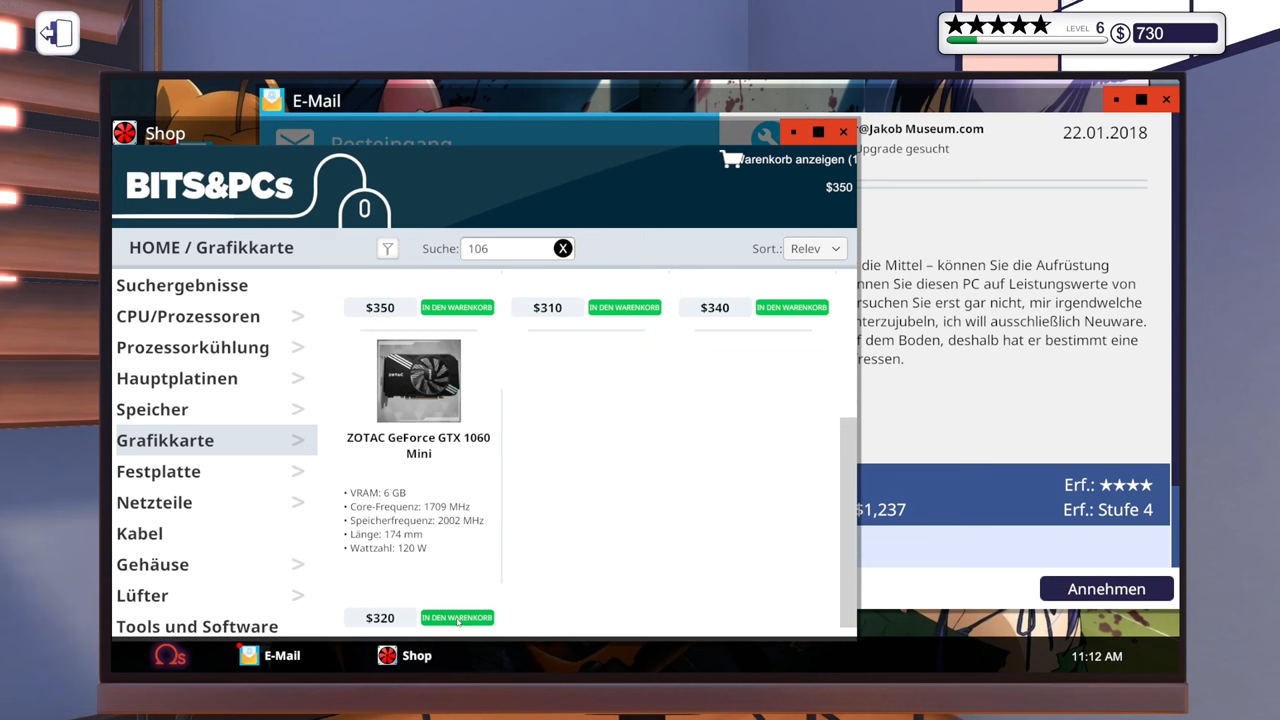 LEVEL 6
$ 730
E-Mail
@Jakob Museum.com
22.01.2018
Upgrade gesucht
Shop
Posteingang
arenkorb anzeigen (1
$350
BITS&PCs
HOME / Grafikkarte
Suche: 106 X
Sort.: Relev
Suchergebnisse
CPU/Prozessoren >
Prozessorkühlung >
Hauptplatinen >
Speicher >
Grafikkarte >
Festplatte >
Netzteile >
Kabel
Gehäuse >
Lüfter >
Tools und Software
$350 IN DEN WARENKORB
$310 IN DEN WARENKORB
$340 IN DEN WARENKORB
ZOTAC
ZOTAC GeForce GTX 1060
Mini
• VRAM: 6 GB
• Core-Frequenz: 1709 MHz
• Speicherfrequenz: 2002 MHz
• Länge: 174 mm
• Wattzahl: 120 W
$320 IN DEN WARENKORB
die Mittel – können Sie die Aufrüstung
nnen Sie diesen PC auf Leistungswerte von
rsuchen Sie erst gar nicht, mir irgendwelche
nterzujubeln, ich will ausschließlich Neuware.
f dem Boden, deshalb hat er bestimmt eine
ressen.
Erf.: ★★★★
$1,237
Erf.: Stufe 4
Annehmen
E-Mail
Shop
11:12 AM